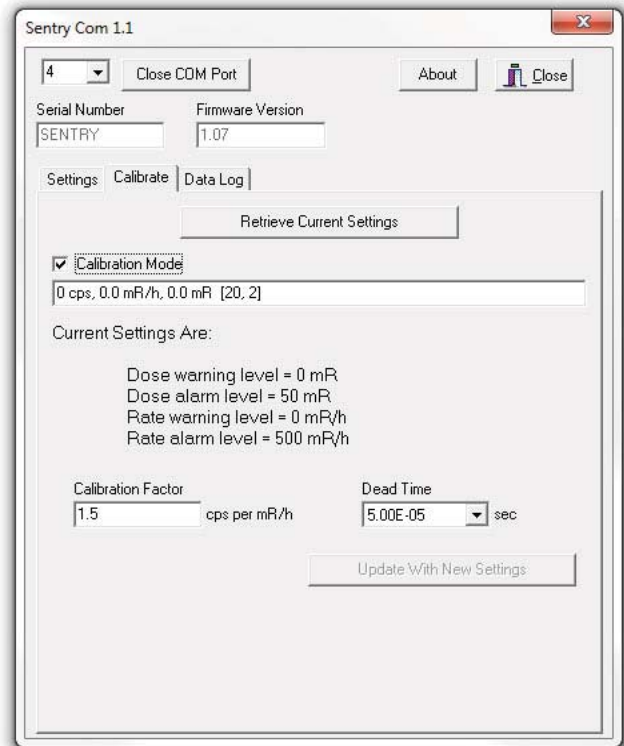 Sentry Com 1.1
4 Close COM Port About Close
Serial Number Firmware Version
SENTRY 1.07
Settings Calibrate Data Log
Retrieve Current Settings
Calibration Mode
0 cps, 0.0 mR/h, 0.0 mR [20, 2]
Current Settings Are:
Dose warning level = 0 mR
Dose alarm level = 50 mR
Rate warning level = 0 mR/h
Rate alarm level = 500 mR/h
Calibration Factor Dead Time
1.5 cps per mR/h 5.00E-05 sec
Update With New Settings